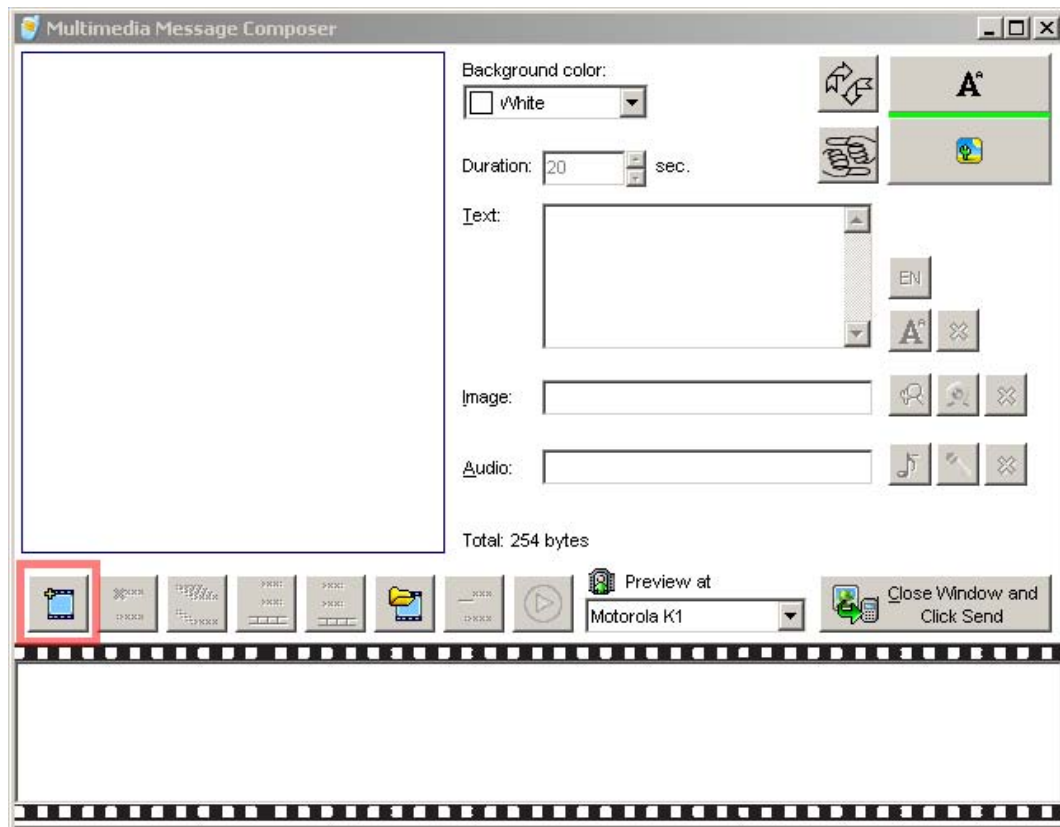 Multimedia Message Composer
Background color:
White
A
Duration: 20 sec.
Text:
EN
A
Image:
Audio:
Total: 254 bytes
Preview at
Motorola K1
Close Window and
Click Send